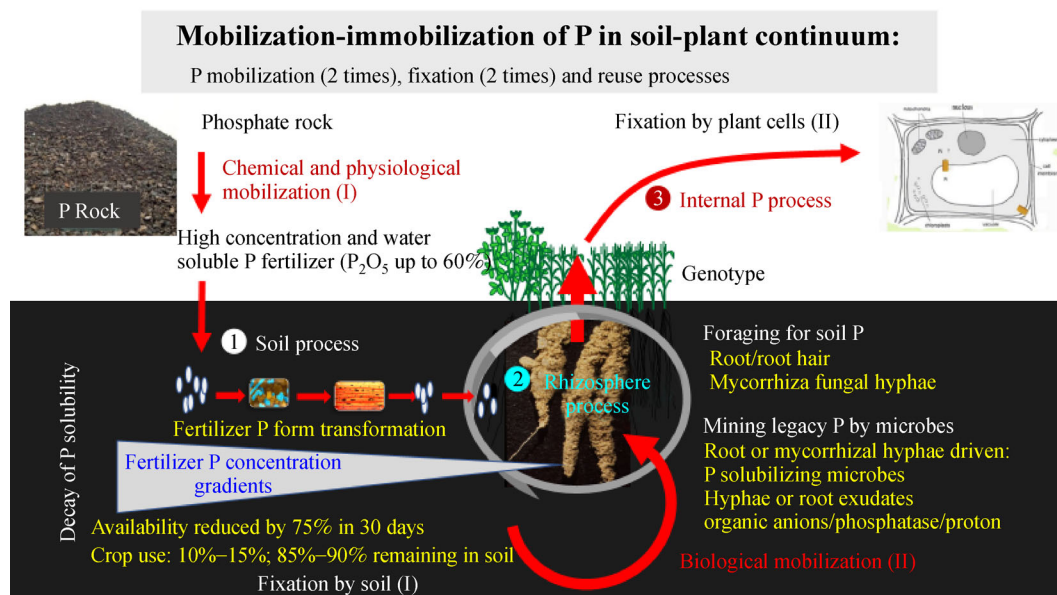 Mobilization-immobilization of P in soil-plant continuum:
P mobilization (2 times), fixation (2 times) and reuse processes
P Rock
Phosphate rock
Chemical and physiological
mobilization (I)
High concentration and water
soluble P fertilizer (P₂O₅ up to 60%
Fixation by plant cells (II)
3 Internal P process
nucleus
vacuole
chloroplasts
Genotype
1 Soil process
2 Rhizosphere
process
Fertilizer P form transformation
Decay of P solubility
Fertilizer P concentration
gradients
Availability reduced by 75% in 30 days
Crop use: 10%–15%; 85%–90% remaining in soil
Fixation by soil (I)
Foraging for soil P
Root/root hair
Mycorrhiza fungal hyphae
Mining legacy P by microbes
Root or mycorrhizal hyphae driven:
P solubilizing microbes
Hyphae or root exudates
organic anions/phosphatase/proton
Biological mobilization (II)